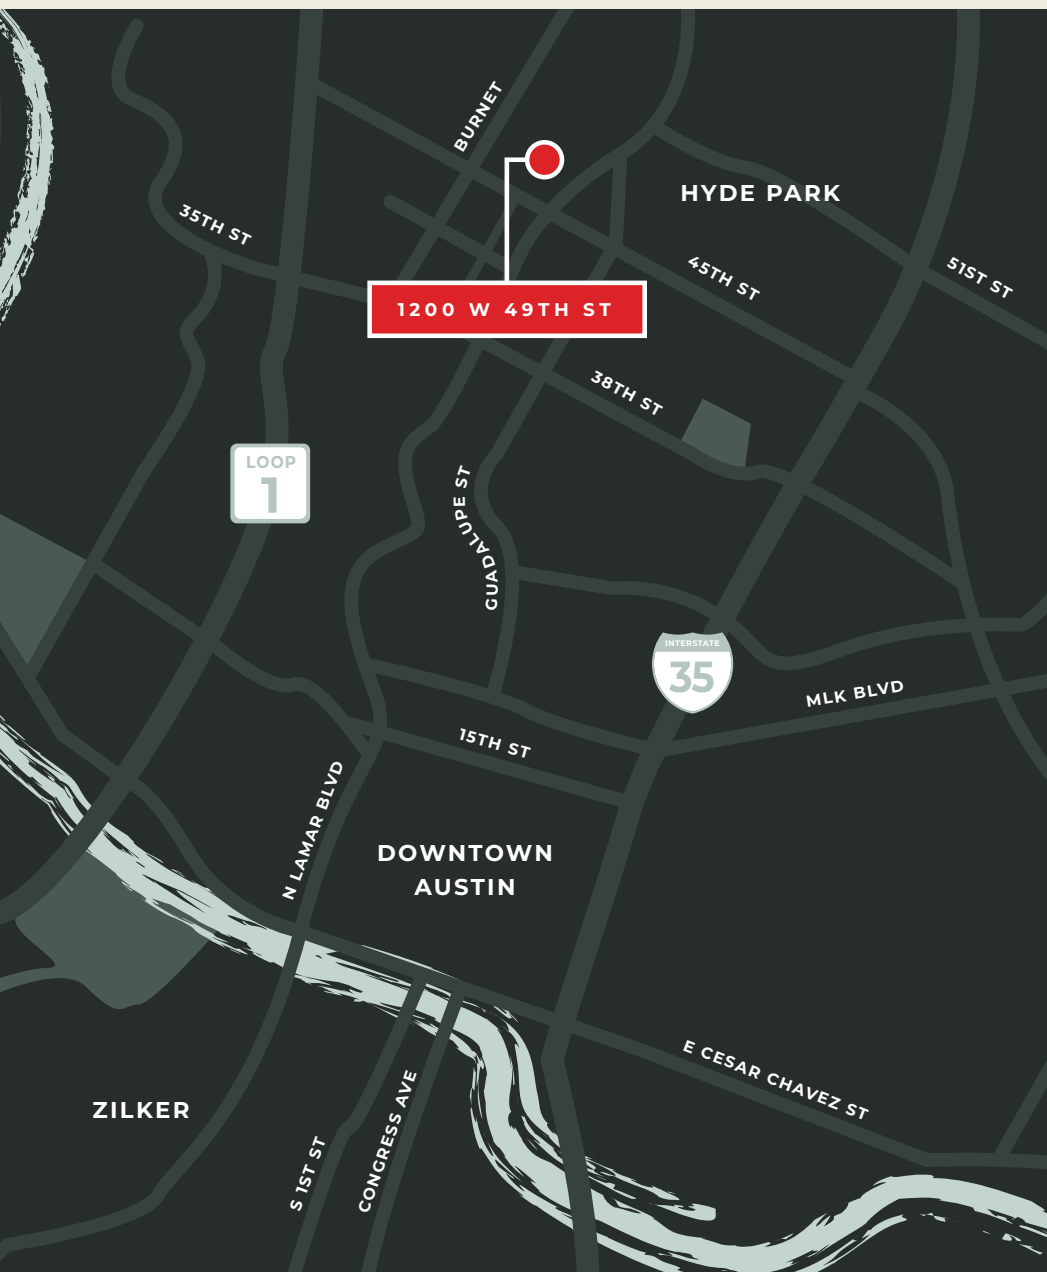 BURNET
HYDE PARK
35TH ST
45TH ST
51ST ST
1200 W 49TH ST
38TH ST
LOOP
1
GUADALUPE ST
INTERSTATE
35
MLK BLVD
15TH ST
N LAMAR BLVD
DOWNTOWN
AUSTIN
E CESAR CHAVEZ ST
ZILKER
CONGRESS AVE
S 1ST ST